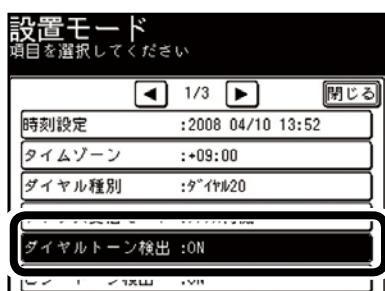 設置モード
項目を選択してください
◀ 1/3 ▶ 閉じる
時刻設定 :2008 04/10 13:52
タイムゾーン :+09:00
ダイヤル種別 :ﾀﾞｲﾔﾙ20
ダイヤルトーン検出 :ON